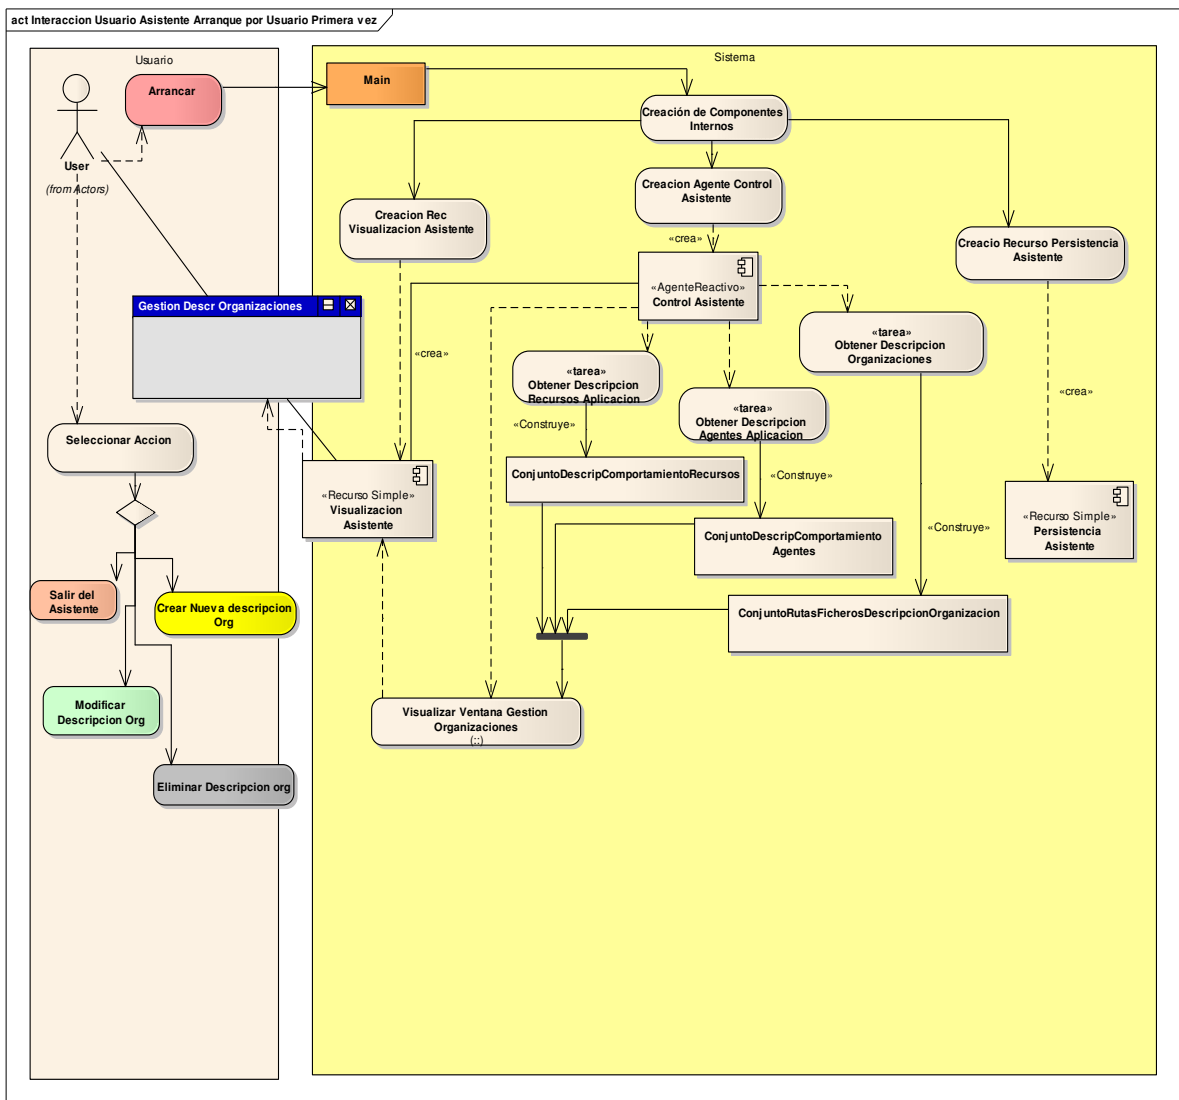 act Interaccion Usuario Asistente Arranque por Usuario Primera vez
Usuario
Sistema
Arrancar
Main
User
(from Actors)
Creación de Componentes
Internos
Creacion Agente Control
Asistente
Creacion Rec
Visualizacion Asistente
Creacio Recurso Persistencia
Asistente
«crea»
«AgenteReactivo»
Control Asistente
Gestion Descr Organizaciones
«crea»
«tarea»
Obtener Descripcion
Organizaciones
«tarea»
Obtener Descripcion
Recursos Aplicacion
«tarea»
Obtener Descripcion
Agentes Aplicacion
«crea»
«Construye»
Seleccionar Accion
ConjuntoDescripComportamientoRecursos
«Construye»
«Recurso Simple»
Visualizacion
Asistente
«Recurso Simple»
Persistencia
Asistente
«Construye»
ConjuntoDescripComportamiento
Agentes
Salir del
Asistente
Crear Nueva descripcion
Org
ConjuntoRutasFicherosDescripcionOrganizacion
Modificar
Descripcion Org
Visualizar Ventana Gestion
Organizaciones
(::)
Eliminar Descripcion org